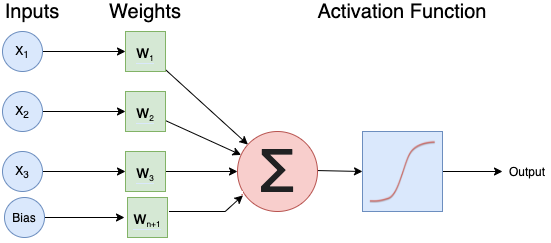 Inputs Weights Activation Function
X1 W1
X2 W2
X3 W3
Σ
Output
Bias Wn+1